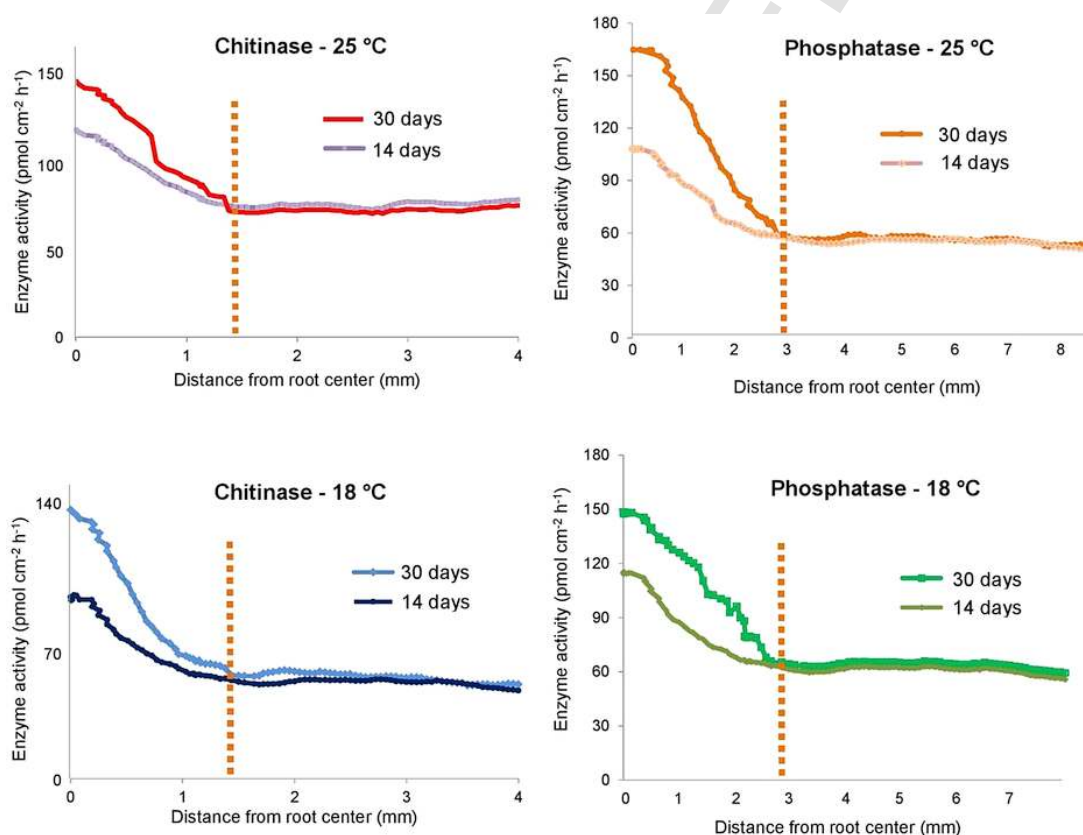 Chitinase - 25 °C
Enzyme activity (pmol cm⁻² h⁻¹)
150
100
50
0
30 days
14 days
0 1 2 3 4
Distance from root center (mm)
Phosphatase - 25 °C
Enzyme activity (pmol cm⁻² h⁻¹)
180
150
120
90
60
30
0
30 days
14 days
0 1 2 3 4 5 6 7 8
Distance from root center (mm)
Chitinase - 18 °C
Enzyme activity (pmol cm⁻² h⁻¹)
140
70
0
30 days
14 days
0 1 2 3 4
Distance from root center (mm)
Phosphatase - 18 °C
Enzyme activity (pmol cm⁻² h⁻¹)
180
150
120
90
60
30
0
30 days
14 days
0 1 2 3 4 5 6 7
Distance from root center (mm)